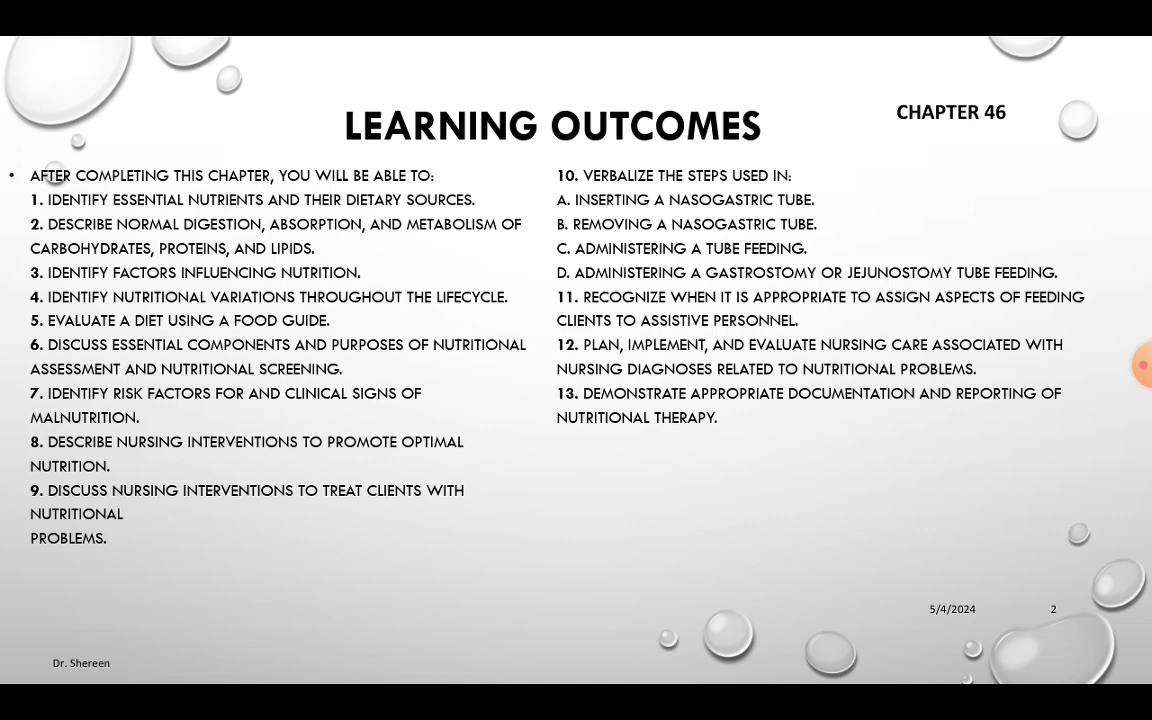 CHAPTER 46
LEARNING OUTCOMES
• AFTER COMPLETING THIS CHAPTER, YOU WILL BE ABLE TO:
1. IDENTIFY ESSENTIAL NUTRIENTS AND THEIR DIETARY SOURCES.
2. DESCRIBE NORMAL DIGESTION, ABSORPTION, AND METABOLISM OF
CARBOHYDRATES, PROTEINS, AND LIPIDS.
3. IDENTIFY FACTORS INFLUENCING NUTRITION.
4. IDENTIFY NUTRITIONAL VARIATIONS THROUGHOUT THE LIFECYCLE.
5. EVALUATE A DIET USING A FOOD GUIDE.
6. DISCUSS ESSENTIAL COMPONENTS AND PURPOSES OF NUTRITIONAL
ASSESSMENT AND NUTRITIONAL SCREENING.
7. IDENTIFY RISK FACTORS FOR AND CLINICAL SIGNS OF
MALNUTRITION.
8. DESCRIBE NURSING INTERVENTIONS TO PROMOTE OPTIMAL
NUTRITION.
9. DISCUSS NURSING INTERVENTIONS TO TREAT CLIENTS WITH
NUTRITIONAL
PROBLEMS.
10. VERBALIZE THE STEPS USED IN:
A. INSERTING A NASOGASTRIC TUBE.
B. REMOVING A NASOGASTRIC TUBE.
C. ADMINISTERING A TUBE FEEDING.
D. ADMINISTERING A GASTROSTOMY OR JEJUNOSTOMY TUBE FEEDING.
11. RECOGNIZE WHEN IT IS APPROPRIATE TO ASSIGN ASPECTS OF FEEDING
CLIENTS TO ASSISTIVE PERSONNEL.
12. PLAN, IMPLEMENT, AND EVALUATE NURSING CARE ASSOCIATED WITH
NURSING DIAGNOSES RELATED TO NUTRITIONAL PROBLEMS.
13. DEMONSTRATE APPROPRIATE DOCUMENTATION AND REPORTING OF
NUTRITIONAL THERAPY.
5/4/2024 2
Dr. Shereen